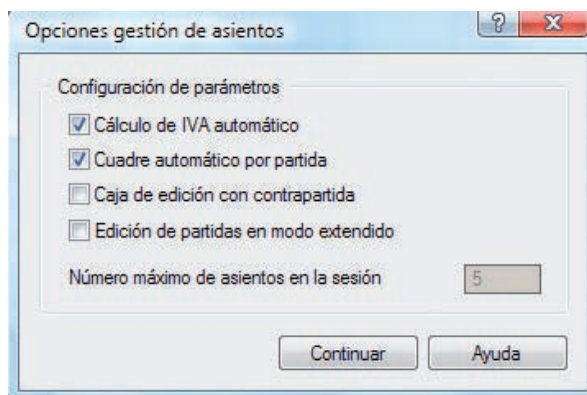 Opciones gestión de asientos
Configuración de parámetros
Cálculo de IVA automático
Cuadre automático por partida
Caja de edición con contrapartida
Edición de partidas en modo extendido
Número máximo de asientos en la sesión 5
Continuar Ayuda